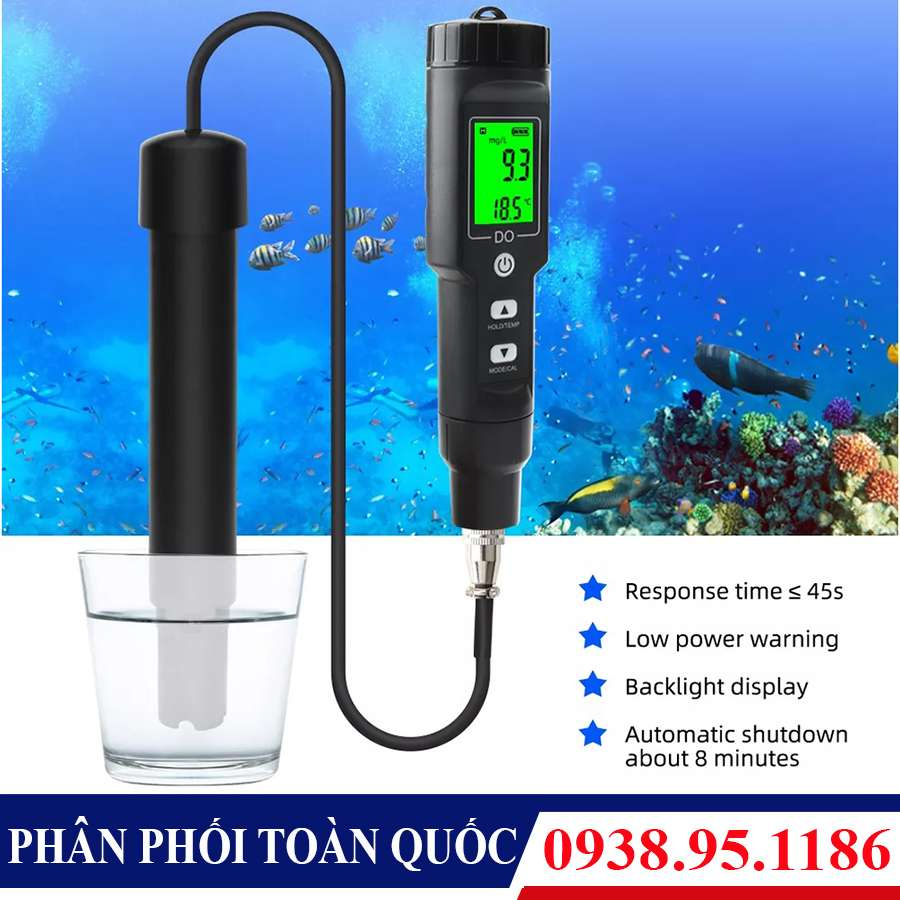 mg/L
9.3
18.5 °C
DO
HOLD/TEMP
MODE/CAL
Response time ≤ 45s
Low power warning
Backlight display
Automatic shutdown
about 8 minutes
PHÂN PHỐI TOÀN QUỐC
0938.95.1186